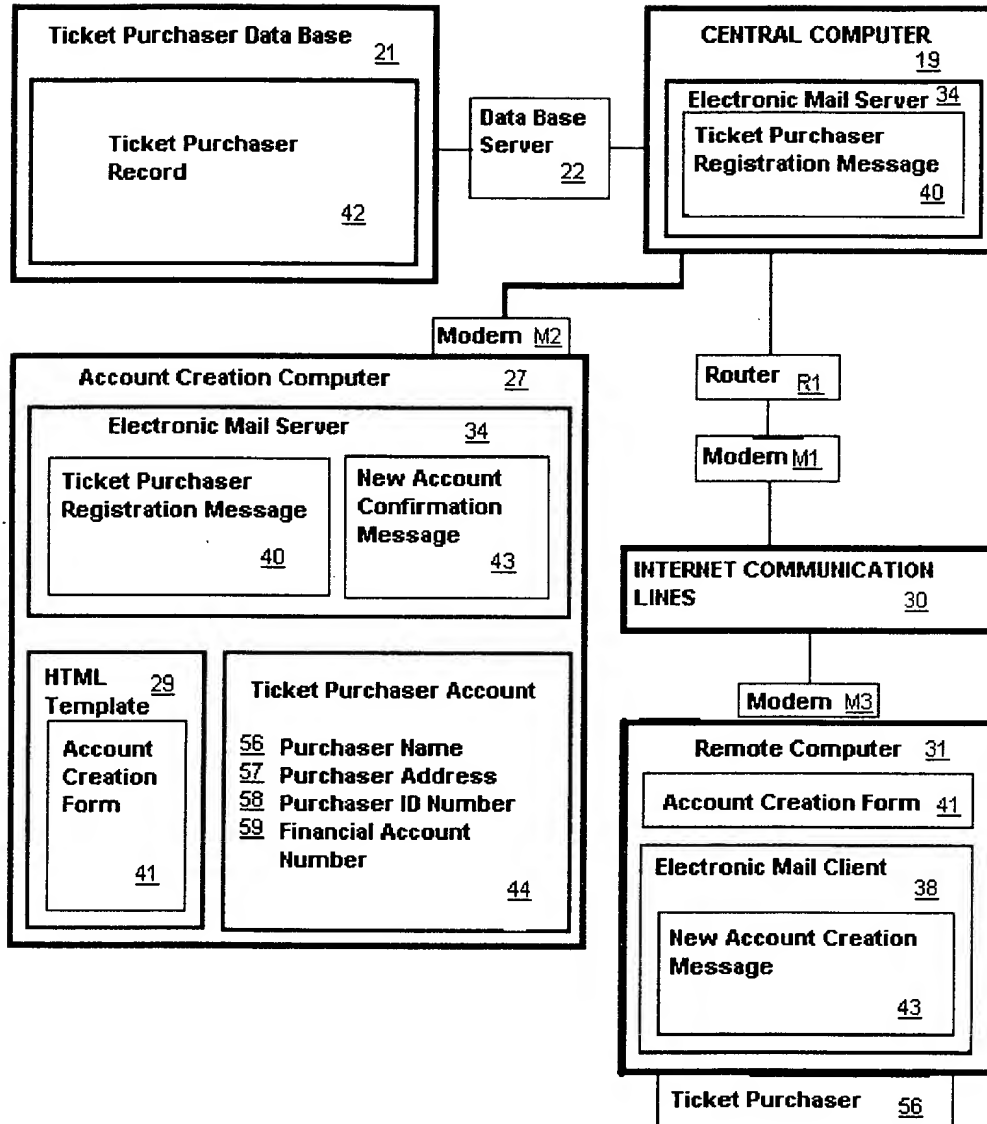 Ticket Purchaser Data Base
21
Ticket Purchaser
Record
42
Data Base
Server
22
CENTRAL COMPUTER
19
Electronic Mail Server 34
Ticket Purchaser
Registration Message
40
Modem M2
Account Creation Computer 27
Electronic Mail Server 34
Ticket Purchaser
Registration Message
40
New Account
Confirmation
Message
43
HTML 29
Template
Account
Creation
Form
41
Ticket Purchaser Account
56 Purchaser Name
57 Purchaser Address
58 Purchaser ID Number
59 Financial Account
Number
44
Router R1
Modem M1
INTERNET COMMUNICATION
LINES 30
Modem M3
Remote Computer 31
Account Creation Form 41
Electronic Mail Client
38
New Account Creation
Message
43
Ticket Purchaser 56